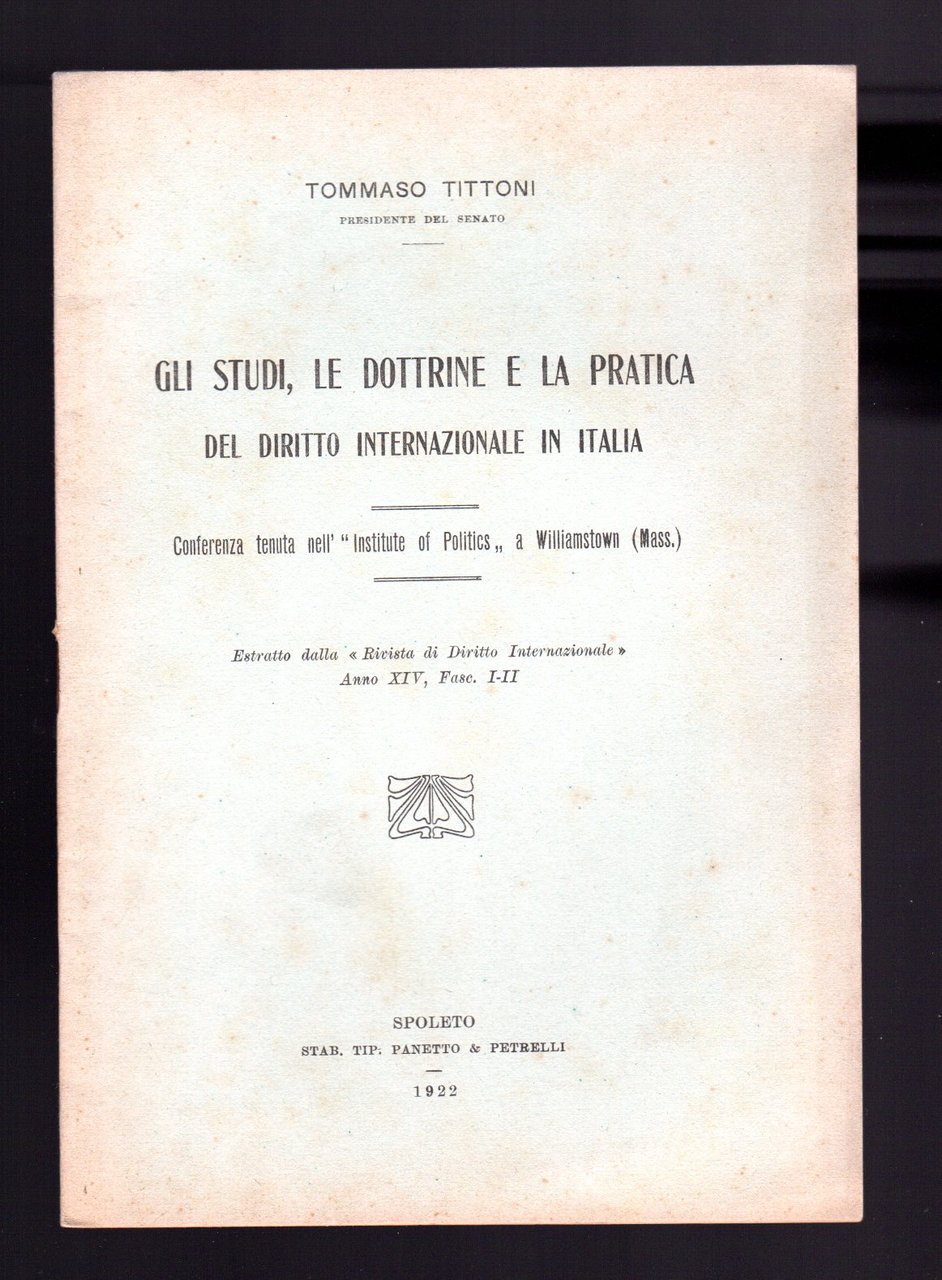 TOMMASO TITTONI
PRESIDENTE DEL SENATO
GLI STUDI, LE DOTTRINE E LA PRATICA
DEL DIRITTO INTERNAZIONALE IN ITALIA
Conferenza tenuta nell' “ Institute of Politics „ a Williamstown (Mass.)
Estratto dalla « Rivista di Diritto Internazionale »
Anno XIV, Fasc. I-II
SPOLETO
STAB. TIP. PANETTO & PETRELLI
1922